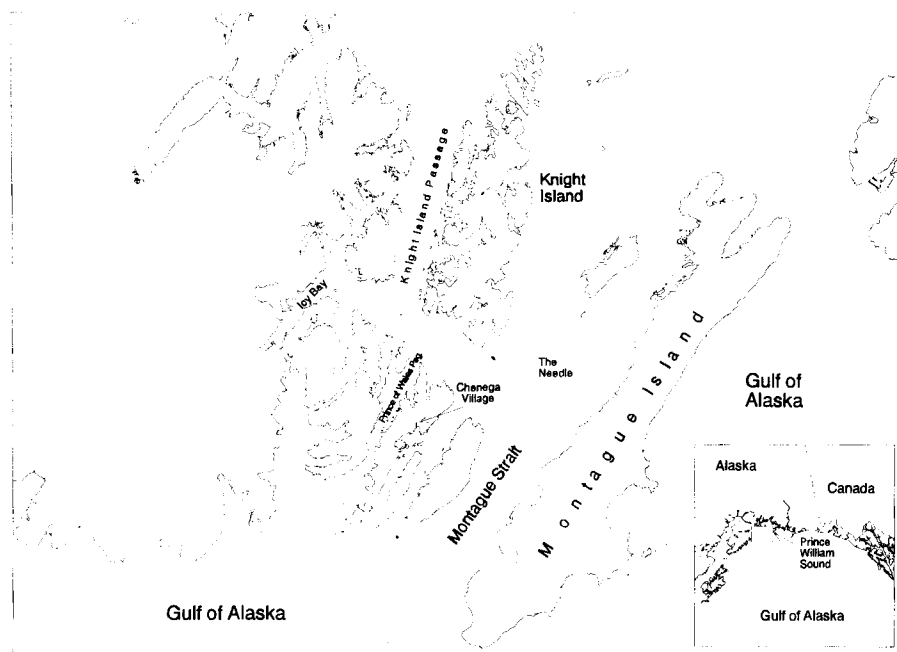 Knight Island Passage
Knight
Island
Icy Bay
The
Needle
Prince of Wales Psg.
Chenega
Village
Montague Island
Gulf of
Alaska
Montague Strait
Gulf of Alaska
Alaska
Canada
Prince
William
Sound
Gulf of Alaska